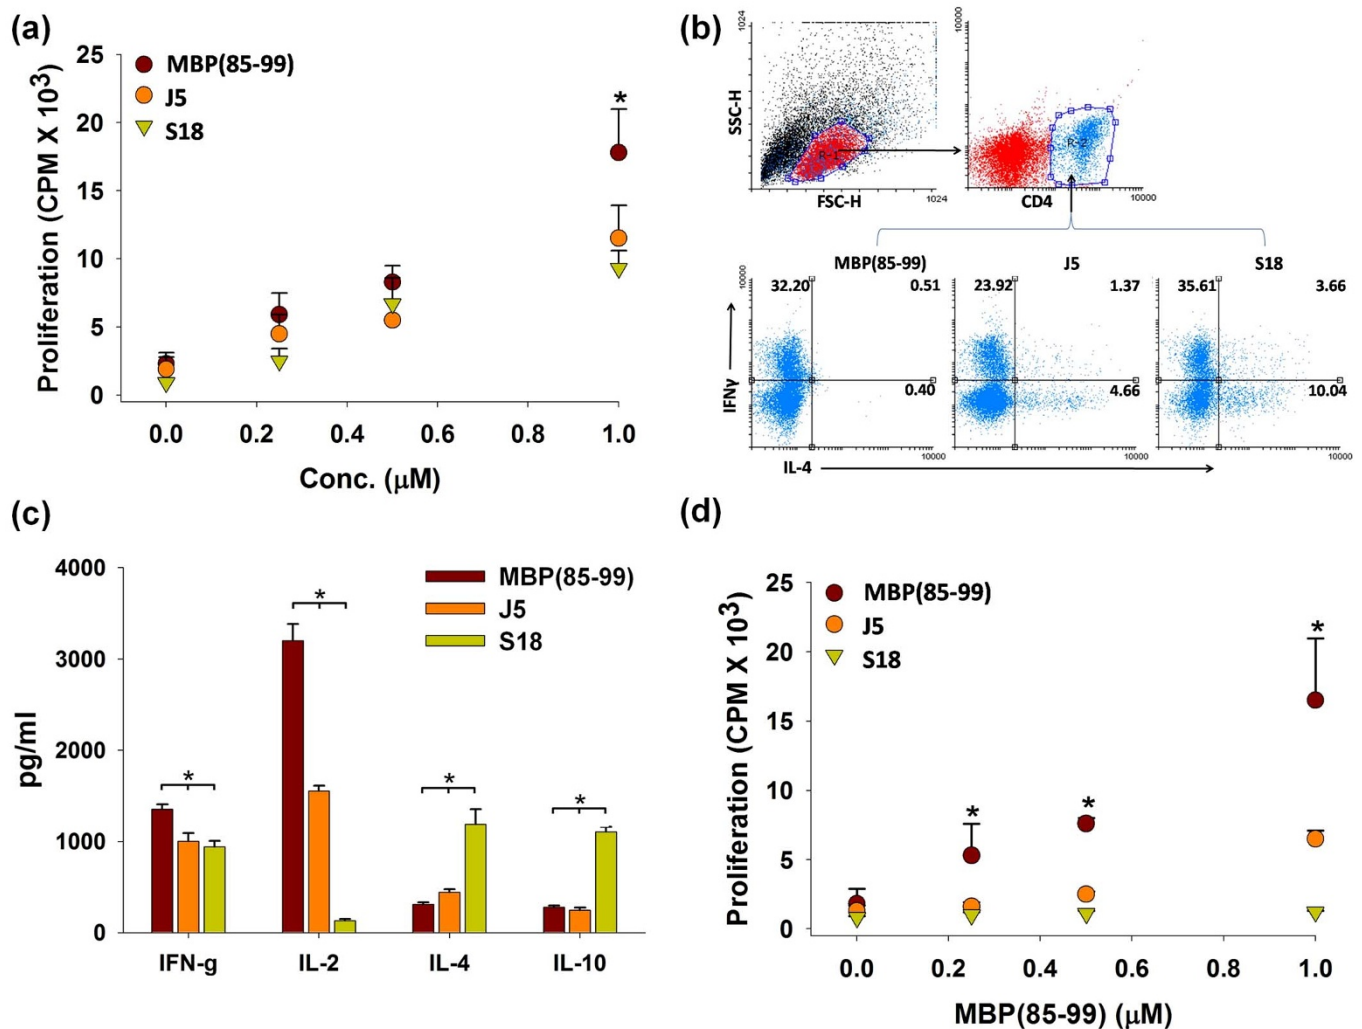 (a)
25
20
15
10
5
0
Proliferation (CPM X 10³)
MBP(85-99)
J5
S18
*
0.0
0.2
0.4
0.6
0.8
1.0
Conc. (µM)
(b)
1024
SSC-H
R-1
FSC-H
1024
10000
R-2
CD4
10000
MBP(85-99)
J5
S18
10000
32.20
0.51
23.92
1.37
35.61
3.66
IFNγ
0.40
4.66
10.04
IL-4
10000
10000
10000
(c)
4000
3000
2000
1000
0
pg/ml
MBP(85-99)
J5
S18
*
*
*
*
IFN-g
IL-2
IL-4
IL-10
(d)
25
20
15
10
5
0
Proliferation (CPM X 10³)
MBP(85-99)
J5
S18
*
*
*
0.0
0.2
0.4
0.6
0.8
1.0
MBP(85-99) (µM)